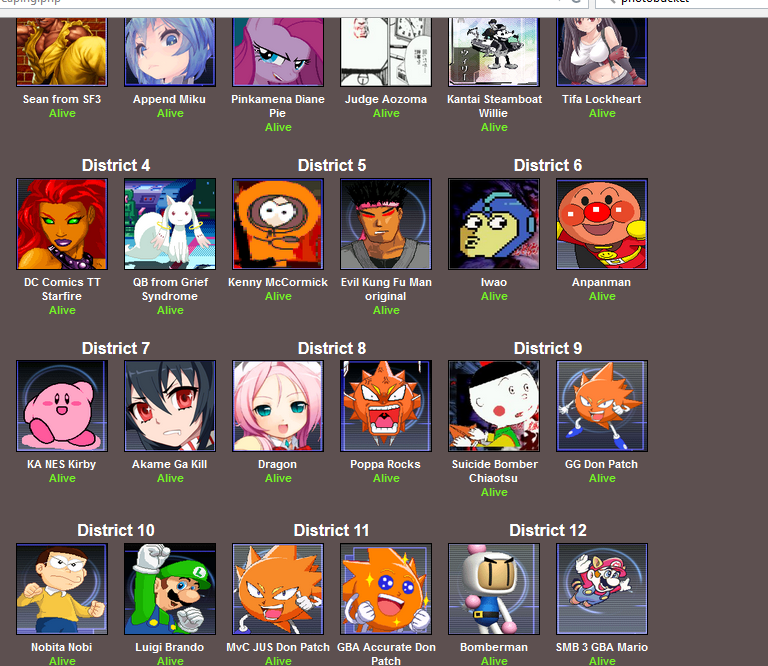 caping.php
photobucket
Sean from SF3
Append Miku
Pinkamena Diane
Pie
Judge Aozoma
Kantai Steamboat
Willie
Tifa Lockheart
Alive
Alive
Alive
Alive
Alive
Alive
District 4
District 5
District 6
DC Comics TT
Starfire
QB from Grief
Syndrome
Kenny McCormick
Evil Kung Fu Man
original
Iwao
Anpanman
Alive
Alive
Alive
Alive
Alive
Alive
District 7
District 8
District 9
KA NES Kirby
Akame Ga Kill
Dragon
Poppa Rocks
Suicide Bomber
Chiaotsu
GG Don Patch
Alive
Alive
Alive
Alive
Alive
Alive
District 10
District 11
District 12
L
Nobita Nobi
Luigi Brando
MvC JUS Don Patch
GBA Accurate Don
Patch
Bomberman
SMB 3 GBA Mario
Alive
Alive
Alive
Alive
Alive